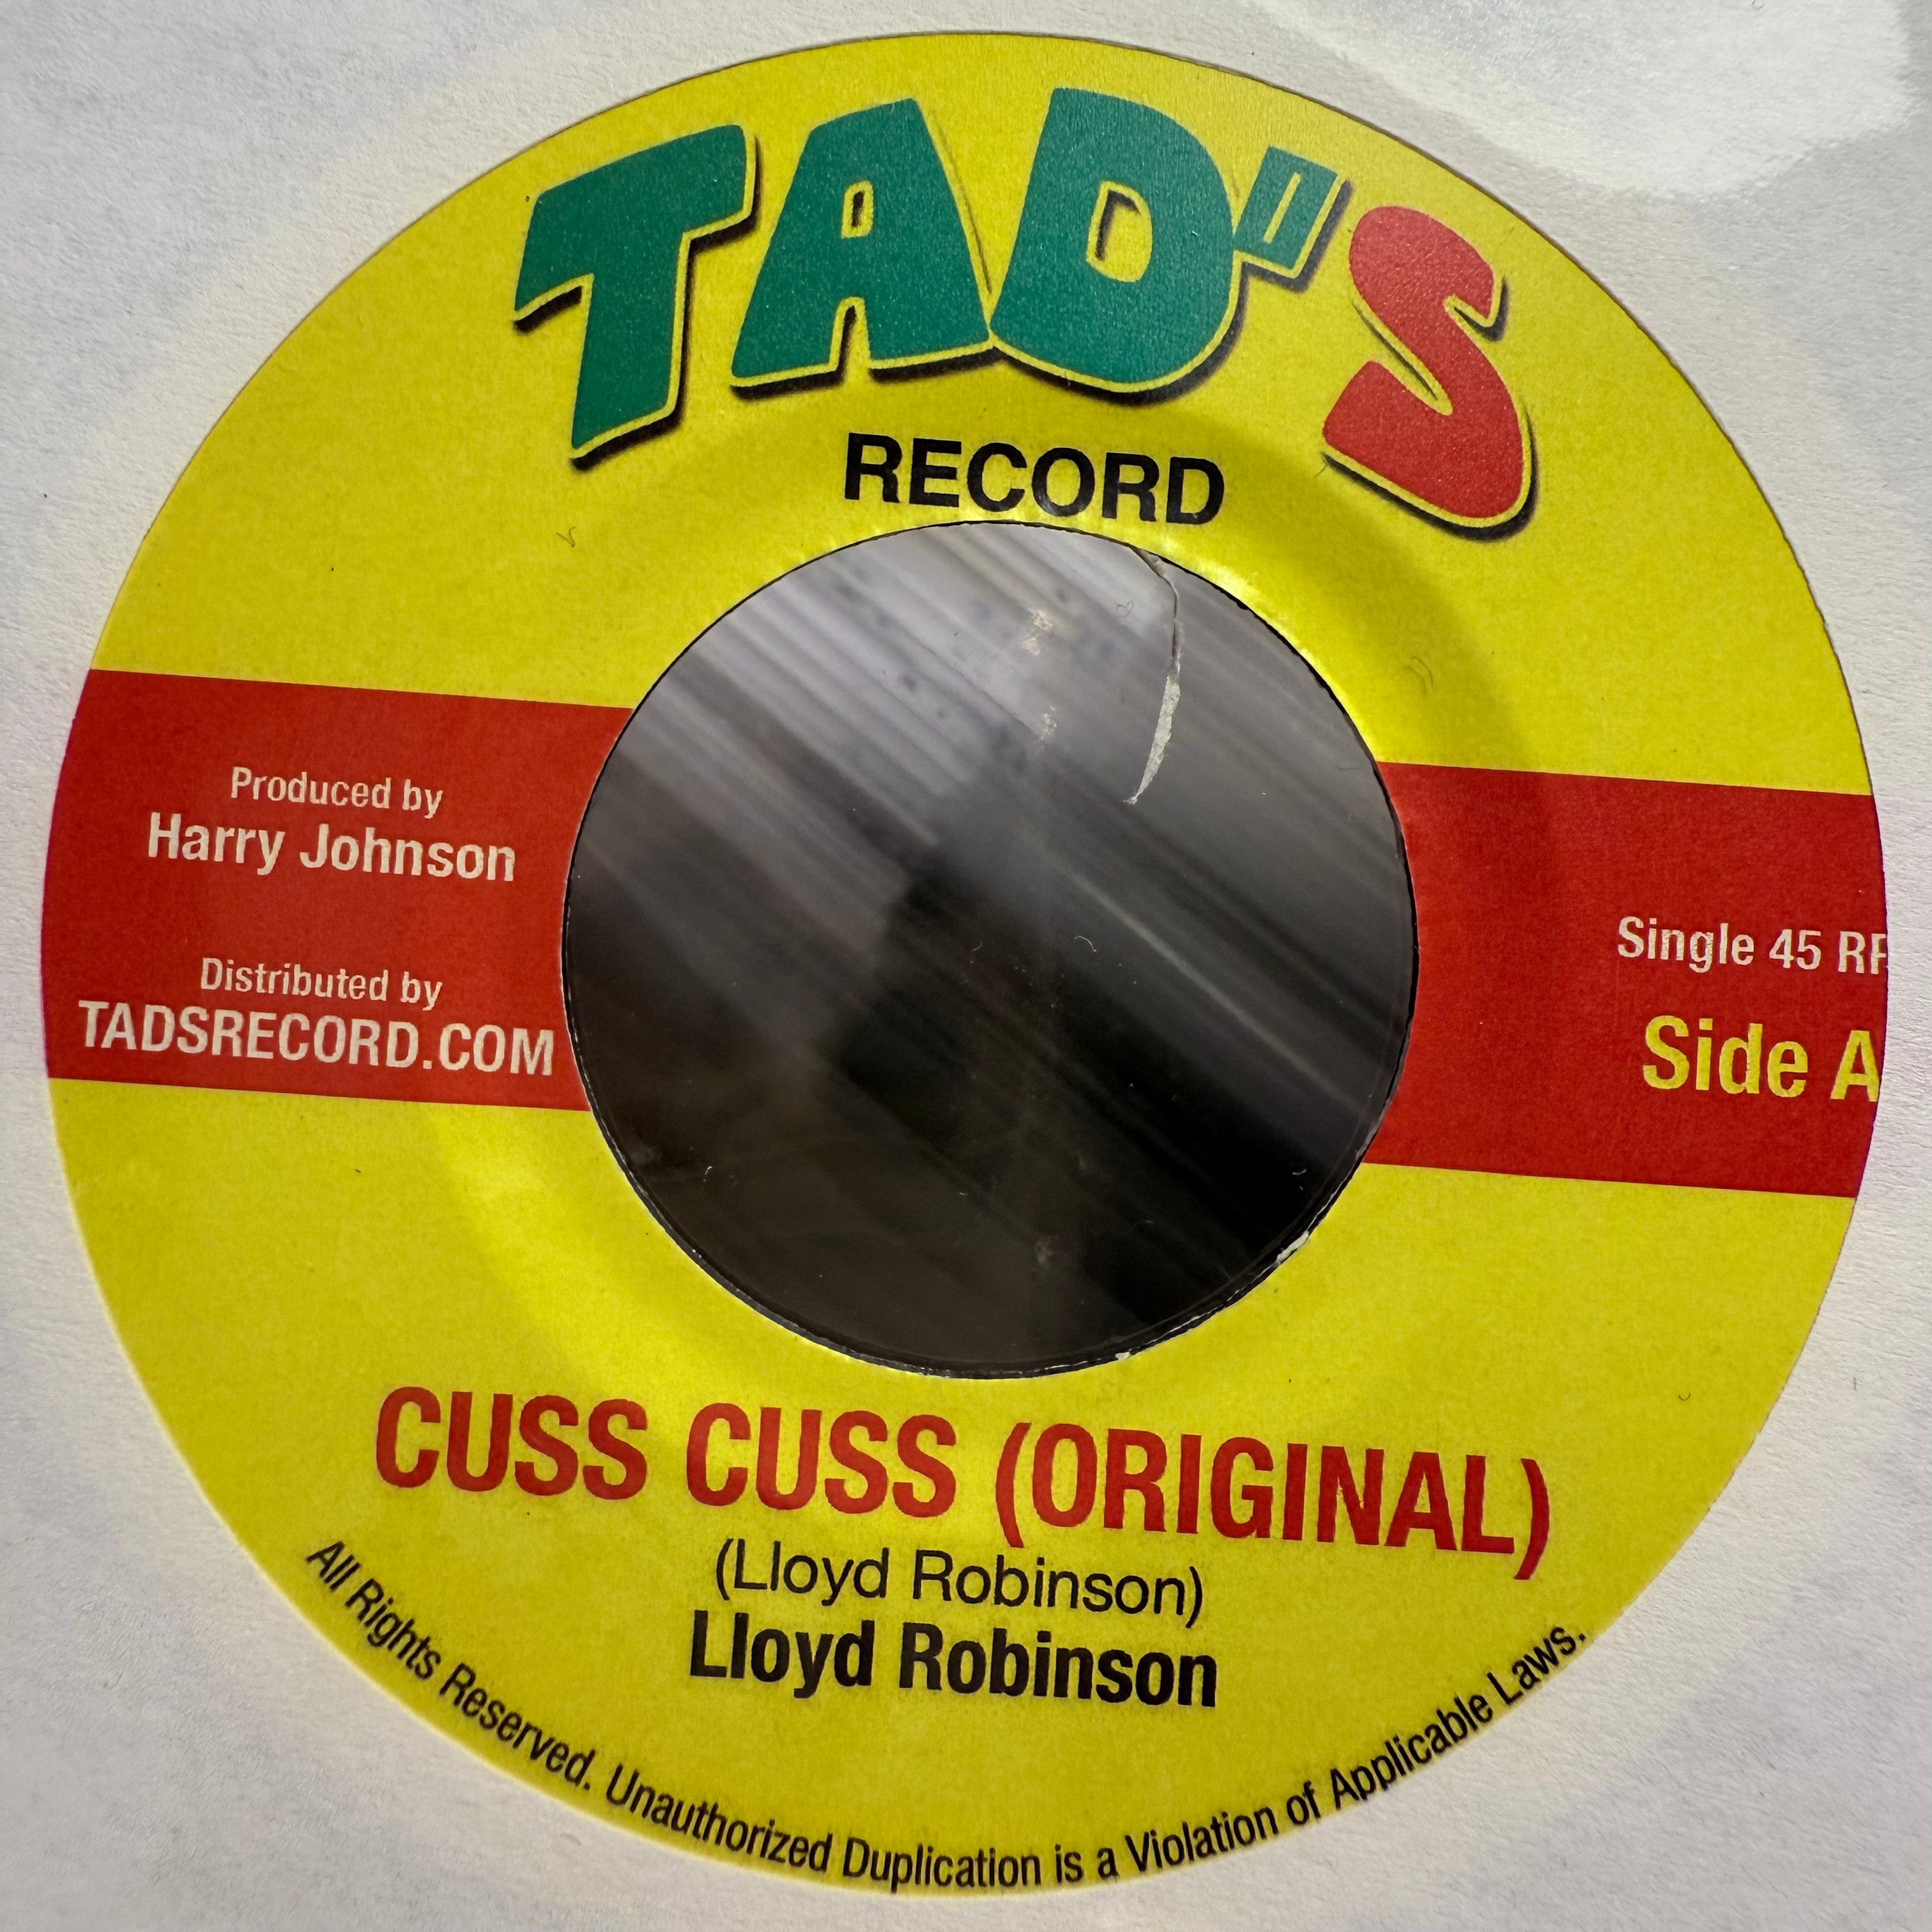 TAD'S
RECORD
Produced by
Harry Johnson
Distributed by
TADSRECORD.COM
Single 45
Side A
CUSS CUSS (ORIGINAL)
(Lloyd Robinson)
Lloyd Robinson
All Rights Reserved. Unauthorized Duplication is a Violation of Applicable Laws.